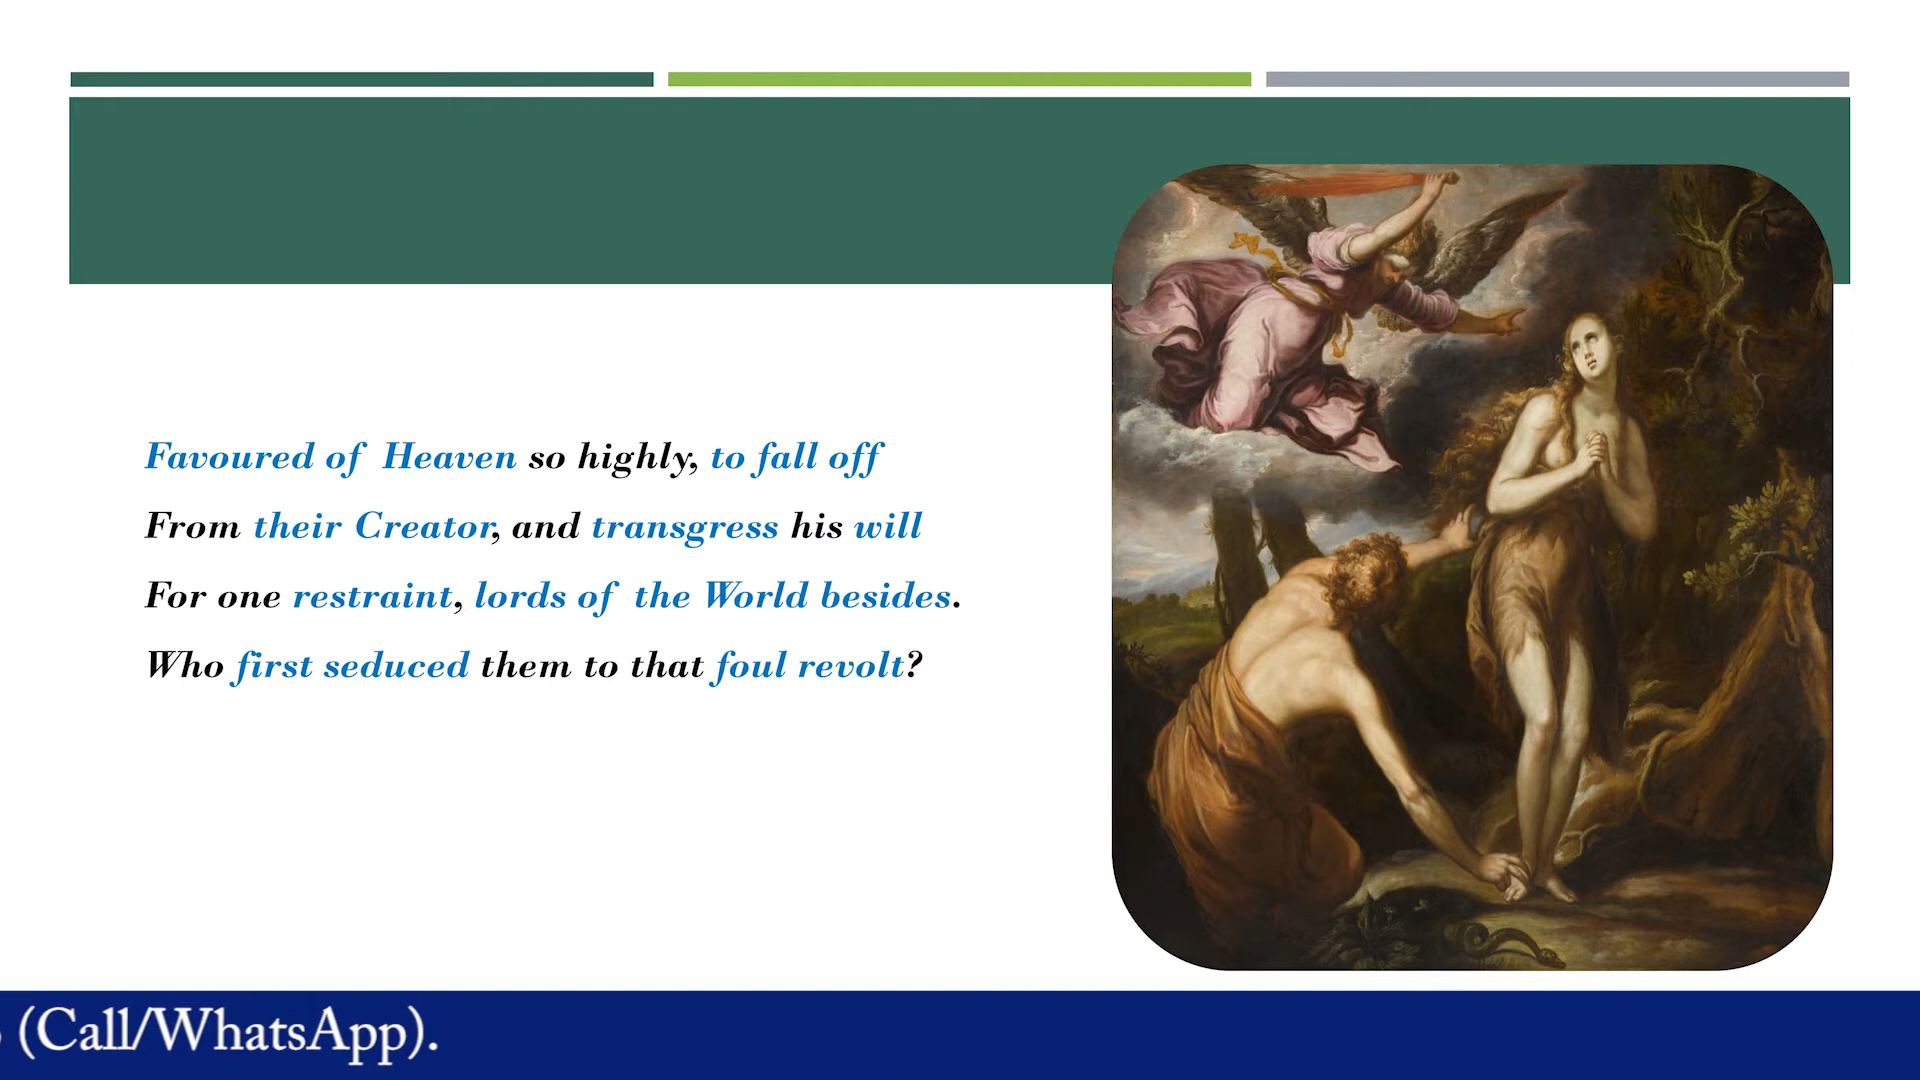 Favoured of Heaven so highly, to fall off
From their Creator, and transgress his will
For one restraint, lords of the World besides.
Who first seduced them to that foul revolt?
(Call/WhatsApp).